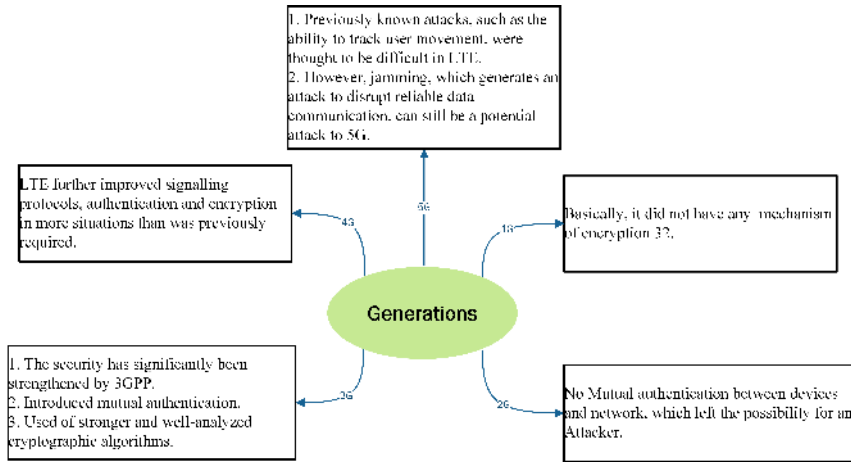 1. Previously known attacks, such as the
ability to track user movement, were
thought to be difficult in LTE.
2. However, jamming, which generates an
attack to disrupt reliable data
communication, can still be a potential
attack to 5G.
LTE further improved signalling
protocols, authentication and encryption
in more situations than was previously
required.
4G
5G
1G
Basically, it did not have any mechanism
of encryption 32.
Generations
1. The security has significantly been
strengthened by 3GPP.
2. Introduced mutual authentication.
3. Used of stronger and well-analyzed
cryptographic algorithms.
3G
2G
No Mutual authentication between devices
and network, which left the possibility for an
Attacker.